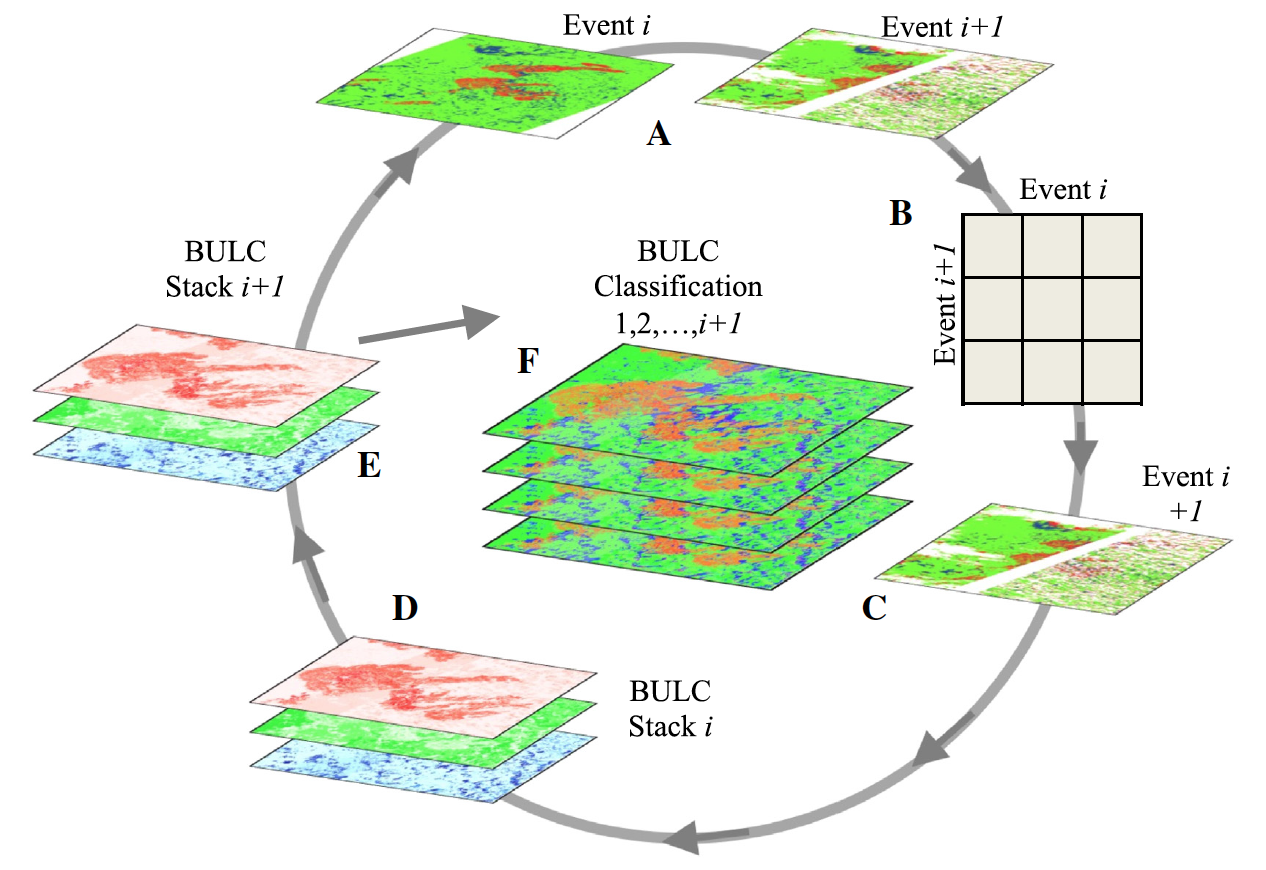 Event i
Event i+1
A
B
Event i
Event i+1
BULC
Stack i+1
BULC
Classification
1,2,…,i+1
F
E
Event i
+1
C
D
BULC
Stack i